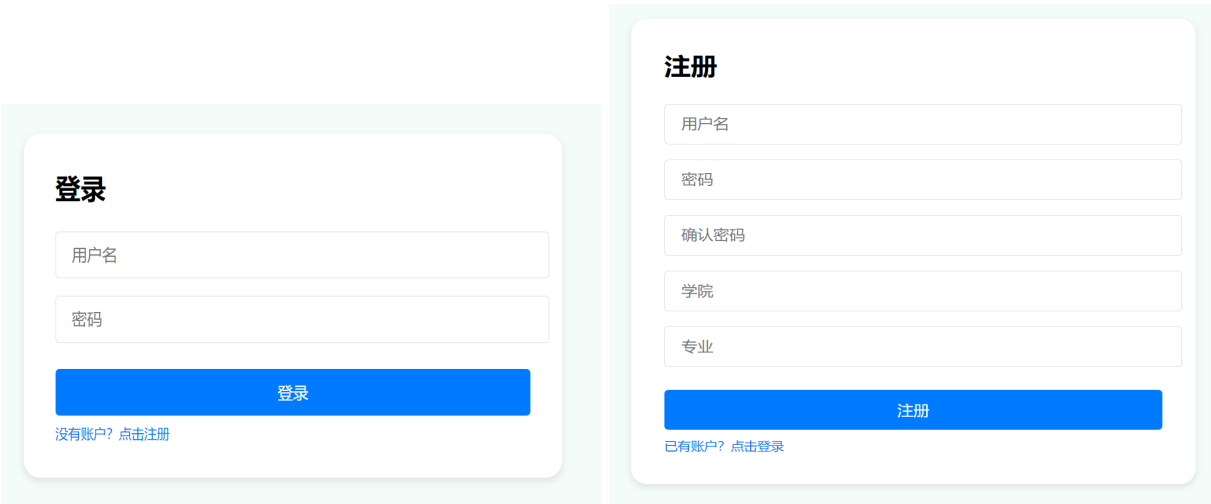 登录
用户名
密码
登录
没有账户？点击注册
注册
用户名
密码
确认密码
学院
专业
注册
已有账户？点击登录